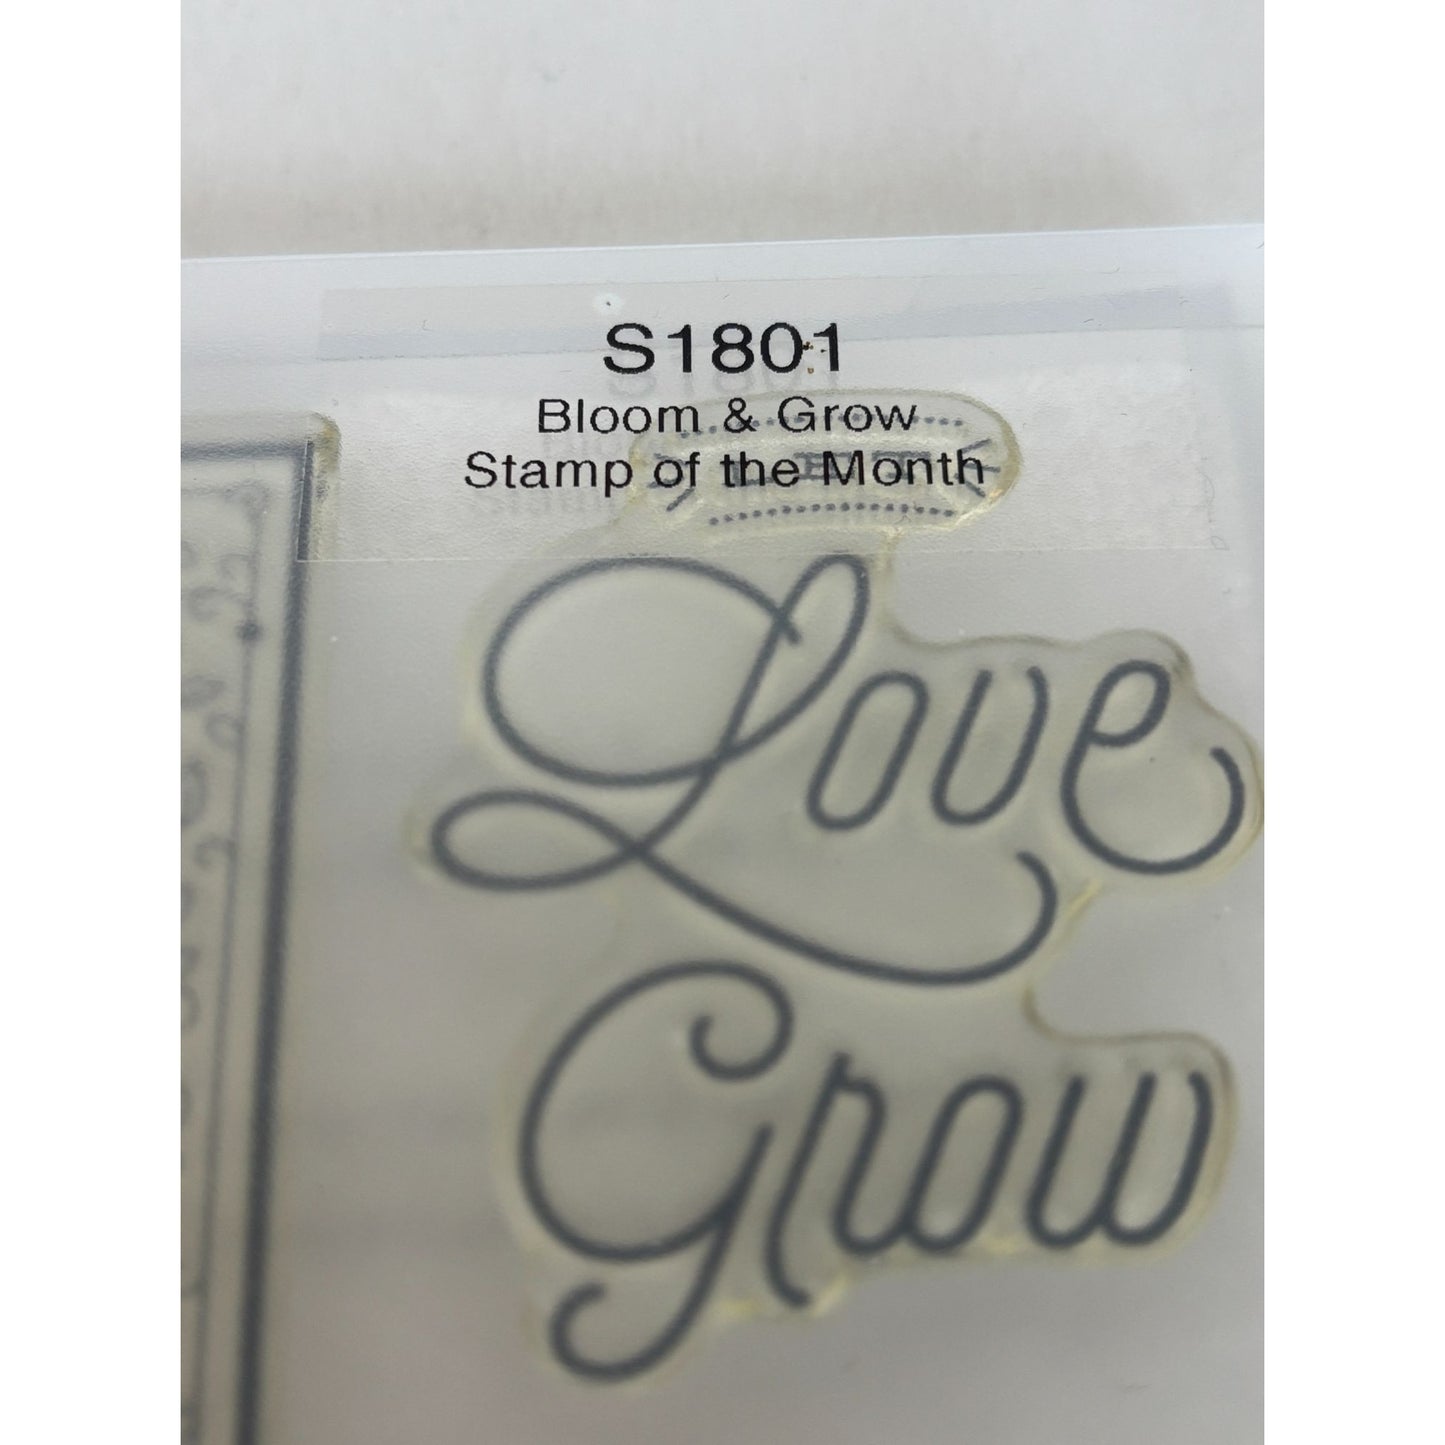 S1801
Bloom & Grow
Stamp of the Month
Love
Grow